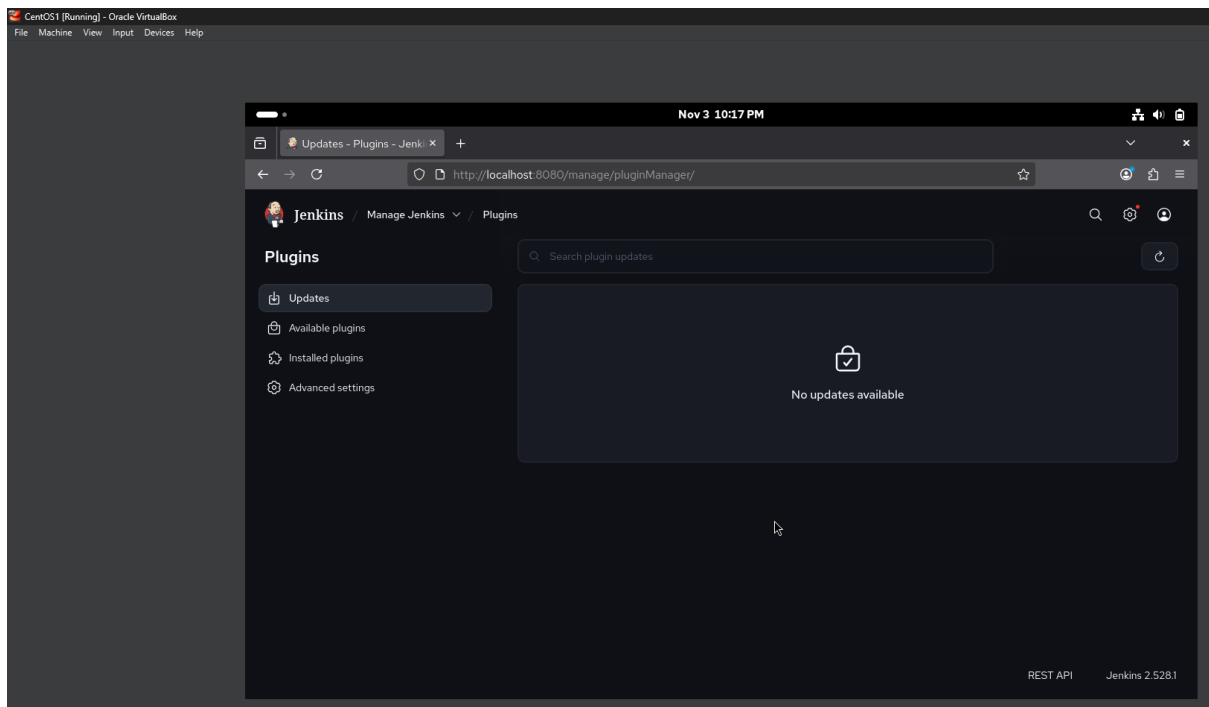 CentOS1 [Running] - Oracle VirtualBox
File Machine View Input Devices Help
Nov 3 10:17 PM
Updates - Plugins - Jenki
http://localhost:8080/manage/pluginManager/
Jenkins / Manage Jenkins / Plugins
Plugins
Search plugin updates
Updates
Available plugins
Installed plugins
Advanced settings
No updates available
REST API Jenkins 2.528.1